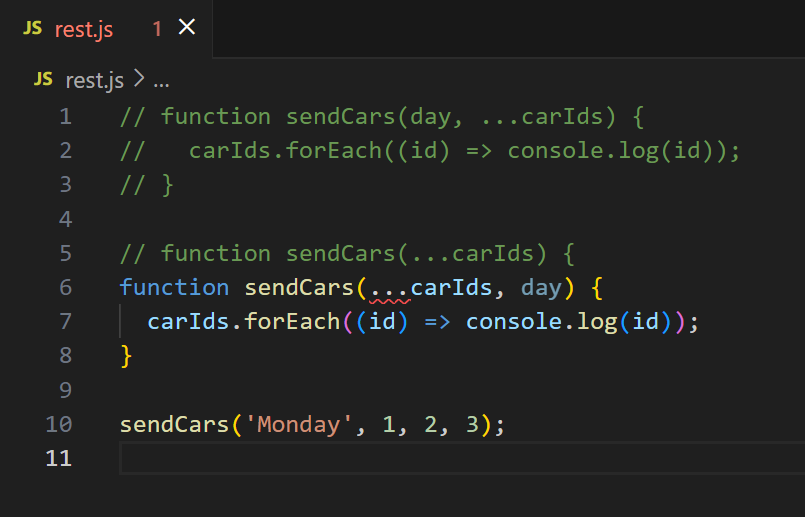 JS rest.js 1 ×
JS rest.js > ...
1 // function sendCars(day, ...carIds) {
2 //   carIds.forEach((id) => console.log(id));
3 // }
4
5 // function sendCars(...carIds) {
6 function sendCars(...carIds, day) {
7   carIds.forEach((id) => console.log(id));
8 }
9
10 sendCars('Monday', 1, 2, 3);
11